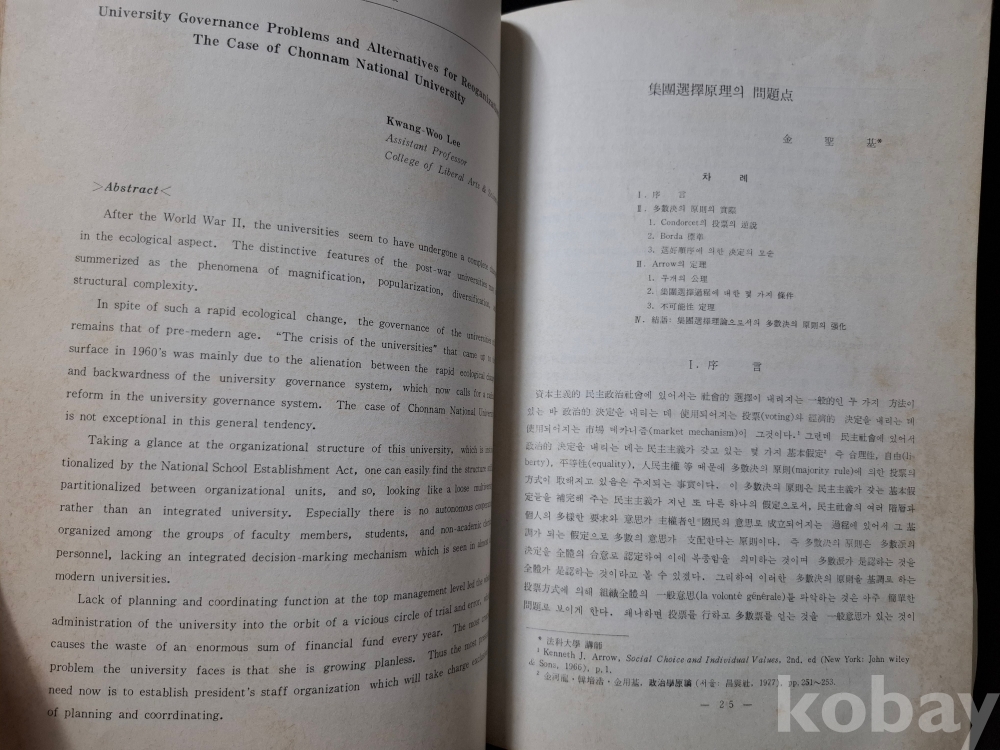 University Governance Problems and Alternatives for Reorganization
The Case of Chonnam National University
Kwang-Woo Lee
Assistant Professor
College of Liberal Arts &
>Abstract<
After the World War II, the universities seem to have undergone a complete
in the ecological aspect. The distinctive features of the post-war universities
summerized as the phenomena of magnification, popularization, diversification,
structural complexity.
In spite of such a rapid ecological change, the governance of the universities
remains that of pre-medern age. “The crisis of the universities” that came
surface in 1960’s was mainly due to the alienation between the rapid ecological
and backwardness of the university governance system, which now calls for a
reform in the university governance system. The case of Chonnam National
is not exceptional in this general tendency.
Taking a glance at the organizational structure of this university, which is
tionalized by the National School Establishment Act, one can easily find the structure
partitionalized between organizational units, and so, looking like a loose
rather than an integrated university. Especially there is no autonomous
organized among the groups of faculty members, students, and non-academic
personnel, lacking an integrated decision-marking mechanism which is seen in
modern universities.
Lack of planning and coordinating function at the top management level led the
administration of the university into the orbit of a vicious circle of trial and error,
causes the waste of an enormous sum of financial fund every year. The most
problem the university faces is that she is growing planless. Thus the most
need now is to establish president’s staff organization which will take charge
of planning and coorrdinating.
集團選擇原理의 問題点
金 聖 基*
차 례
Ⅰ. 序 言
Ⅱ. 多數決의 原則의 實際
1. Condorcet의 投票의 逆說
2. Borda 標準
3. 選好順序에 의한 決定의 모순
Ⅲ. Arrow의 定理
1. 두개의 公理
2. 集團選擇過程에 대한 몇 가지 條件
3. 不可能性 定理
Ⅳ. 結語: 集團選擇理論으로서의 多數決의 原則의 强化
Ⅰ. 序 言
資本主義的 民主政治社會에 있어서는 社會的 選擇이 내려지는 一般的인 두 가지 方法이
있는 바 政治的 決定을 내리는 데 使用되어지는 投票(voting)와 經濟的 決定을 내리는 데
使用되어지는 市場 메카니즘(market mechanism)이 그것이다.¹ 그런데 民主社會에 있어서
政治的 決定을 내리는 데는 民主主義가 갖고 있는 몇 가지 基本假定² 즉 合理性, 自由(li-
berty), 平等性(equality), 人民主權 등 때문에 多數決의 原則(majority rule)에 의한 投票의
方式이 取해지고 있음은 주지되는 事實이다. 이 多數決의 原則은 民主主義가 갖는 基本假
定들을 補完해 주는 民主主義가 지닌 또 다른 하나의 假定으로서, 民主社會의 여러 階層과
個人의 多樣한 要求와 意思가 主權者인 國民의 意思로 成立되어지는 過程에 있어서 그 基
調가 되는 假定으로 多數의 意思가 支配한다는 原則이다. 즉 多數決의 原則은 多數의
決定을 全體의 合意로 認定하여 이에 복종함을 意味하는 것이며 多數가 是認하는 것을
全體가 是認하는 것이라고 볼 수 있겠다. 그리하여 이러한 多數決의 原則을 基調로 하는
投票方式에 의해 組織全體의 一般意思(la volonté générale)를 파악하는 것은 아주 簡單한
問題로 보이게 한다. 왜냐하면 投票를 行하고 多數票를 얻는 것을 一般意思가 있는 것이
* 法科大學 講師
¹ Kenneth J. Arrow, Social Choice and Individual Values, 2nd, ed (New York: John wiley
& Sons, 1966), p.1.
² 金河龍·韓培浩·金用基, 政治學原論 (서울: 昌翼社, 1977), pp.251~253.
— 25 —
kobay